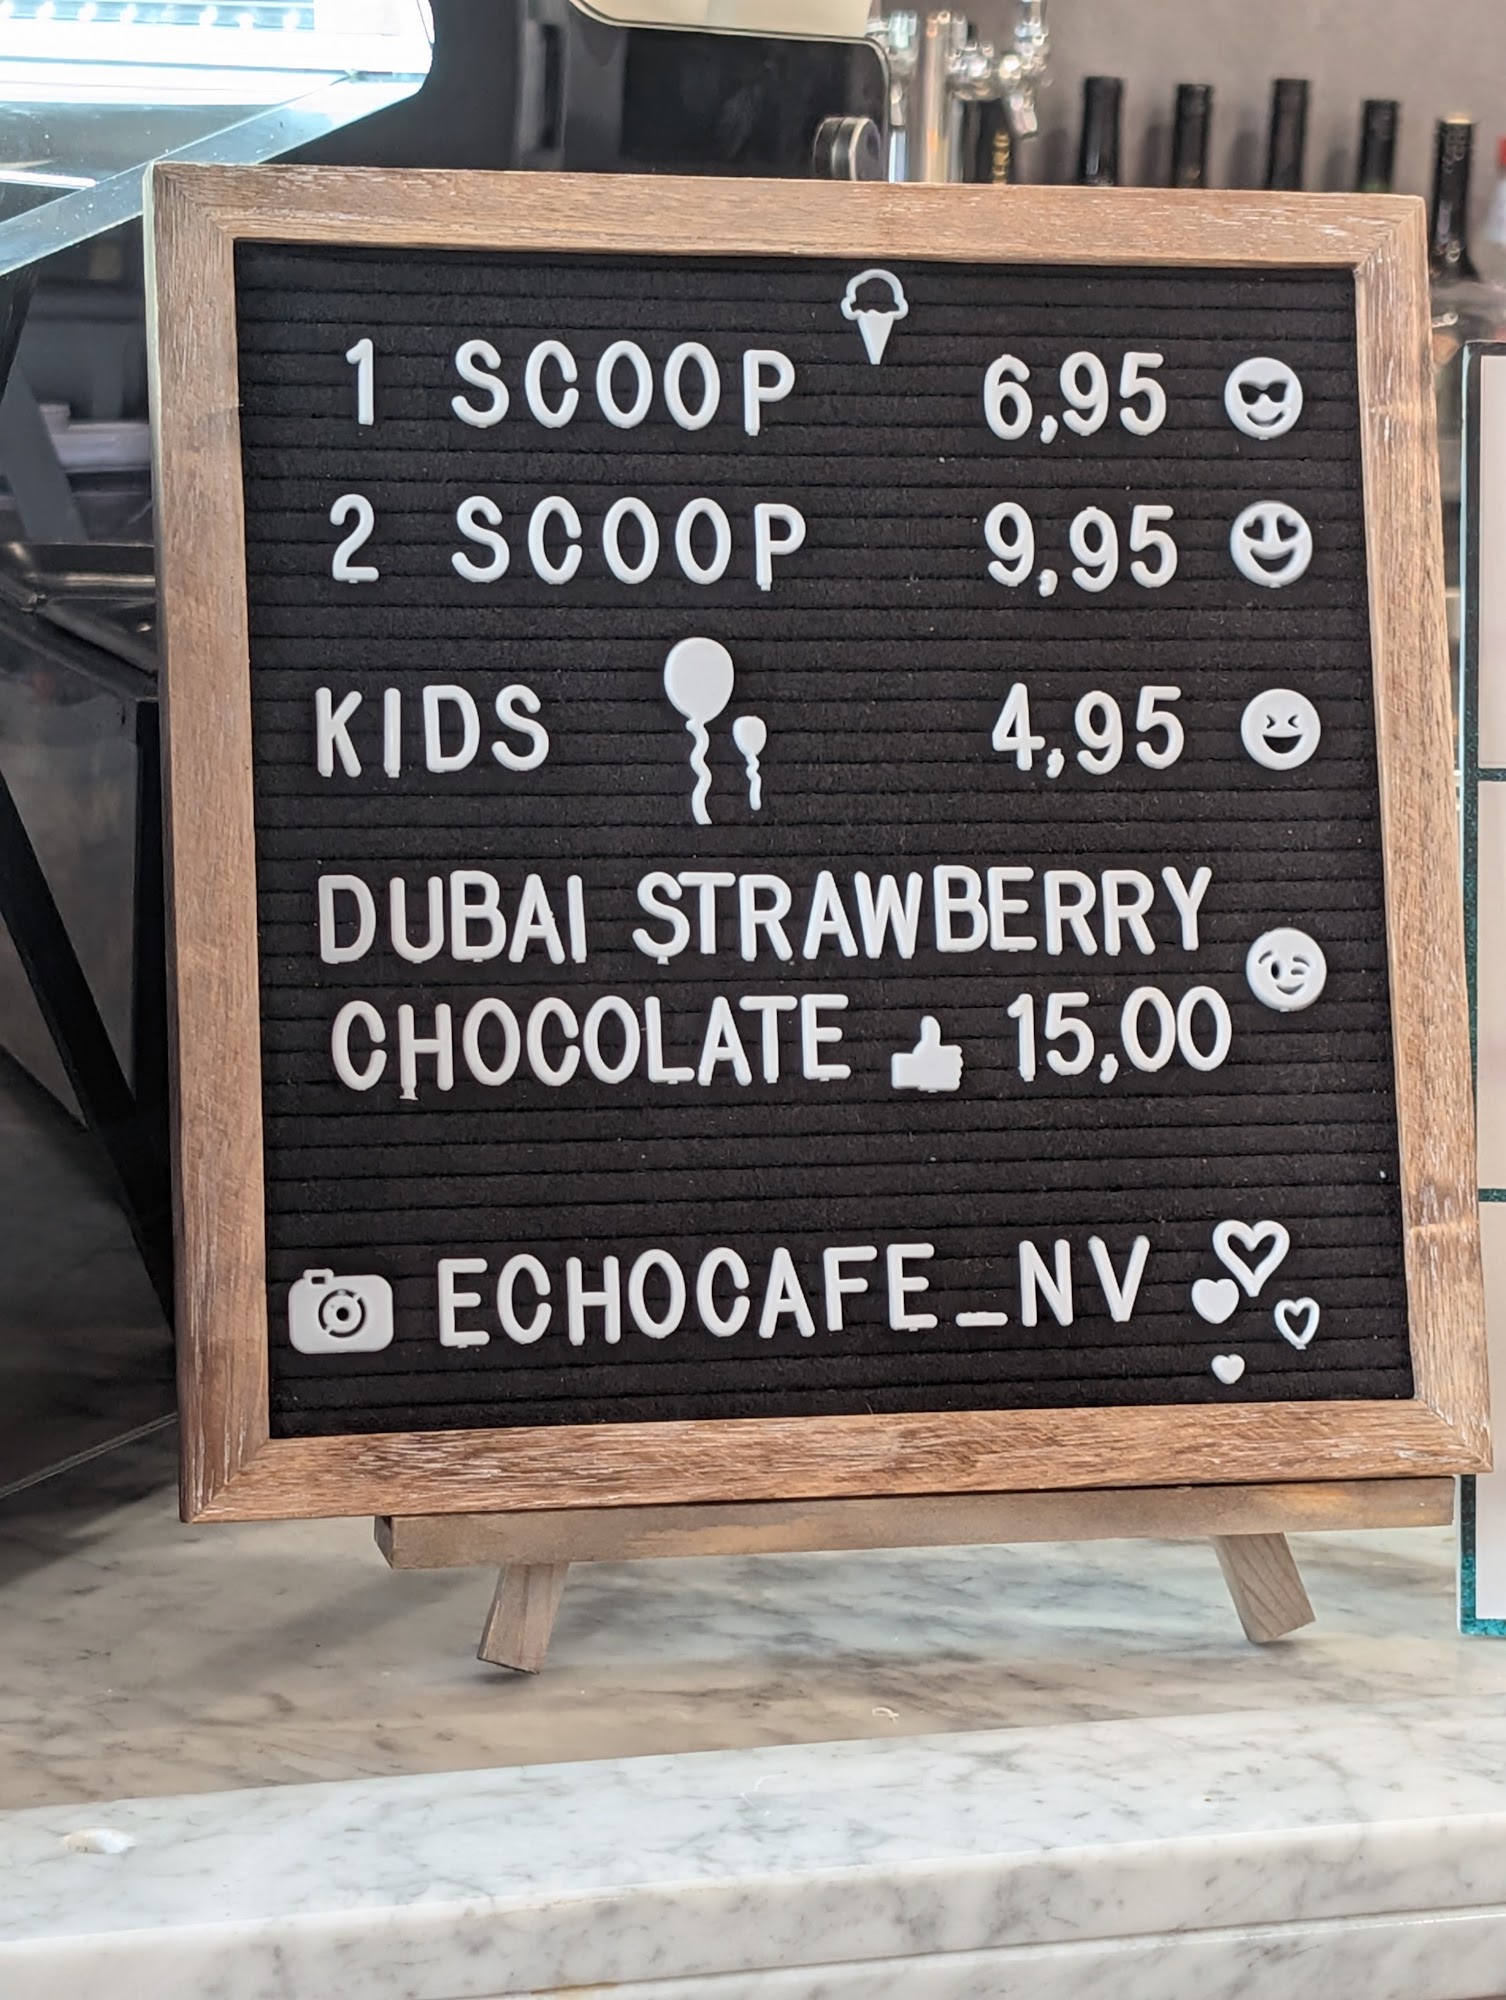 1 SCOOP 6,95
2 SCOOP 9,95
KIDS 4,95
DUBAI STRAWBERRY
CHOCOLATE 15,00
ECHOCAFE_NV